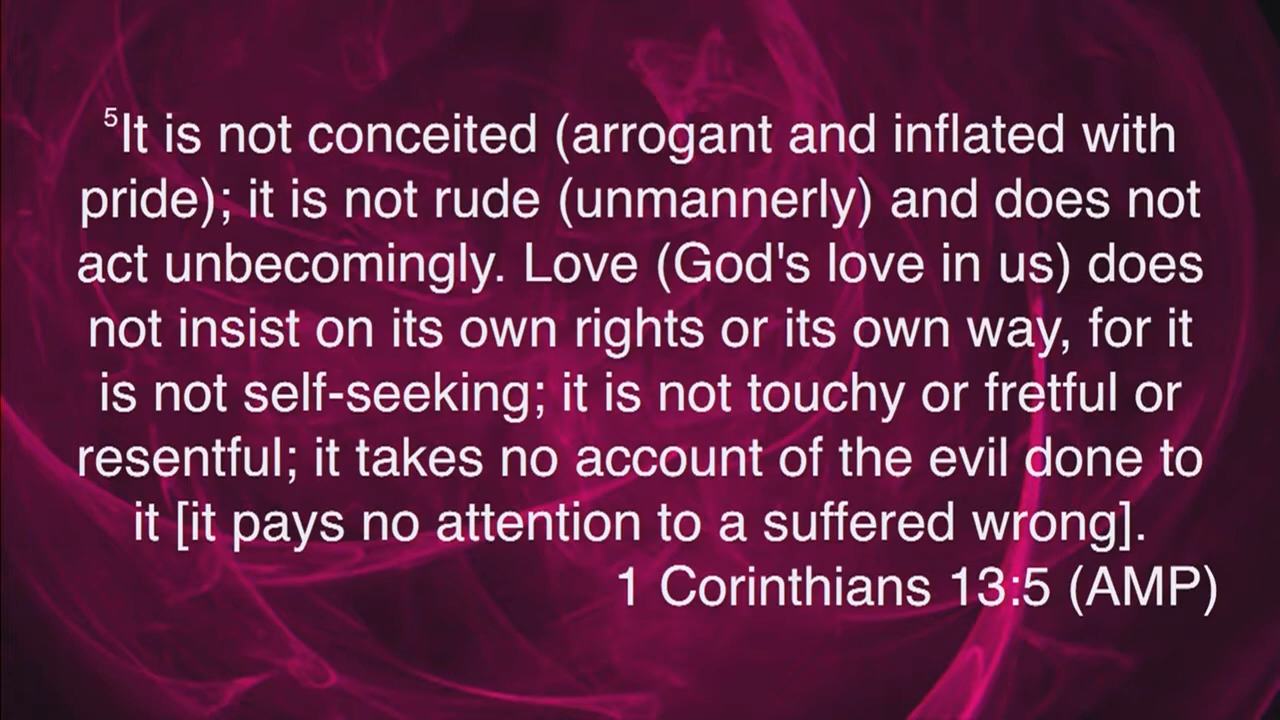 ⁵It is not conceited (arrogant and inflated with
pride); it is not rude (unmannerly) and does not
act unbecomingly. Love (God's love in us) does
not insist on its own rights or its own way, for it
is not self-seeking; it is not touchy or fretful or
resentful; it takes no account of the evil done to
it [it pays no attention to a suffered wrong].
1 Corinthians 13:5 (AMP)